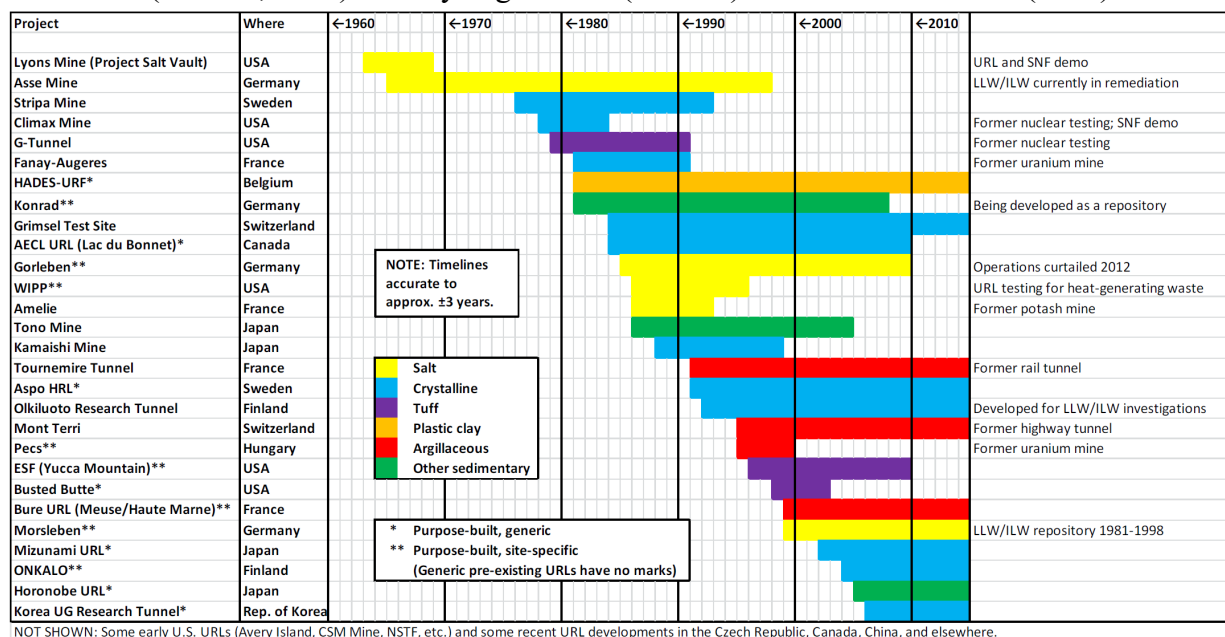 Project Where ←1960 ←1970 ←1980 ←1990 ←2000 ←2010
Lyons Mine (Project Salt Vault) USA URL and SNF demo
Asse Mine Germany LLW/ILW currently in remediation
Stripa Mine Sweden
Climax Mine USA Former nuclear testing; SNF demo
G-Tunnel USA Former nuclear testing
Fanay-Augeres France Former uranium mine
HADES-URF* Belgium
Konrad** Germany Being developed as a repository
Grimsel Test Site Switzerland
AECL URL (Lac du Bonnet)* Canada
Gorleben** Germany Operations curtailed 2012
WIPP** USA URL testing for heat-generating waste
Amelie France Former potash mine
Tono Mine Japan
Kamaishi Mine Japan
Tournemire Tunnel France Former rail tunnel
Aspo HRL* Sweden
Olkiluoto Research Tunnel Finland Developed for LLW/ILW investigations
Mont Terri Switzerland Former highway tunnel
Pecs** Hungary Former uranium mine
ESF (Yucca Mountain)** USA
Busted Butte* USA
Bure URL (Meuse/Haute Marne)** France
Morsleben** Germany LLW/ILW repository 1981-1998
Mizunami URL* Japan
ONKALO** Finland
Horonobe URL* Japan
Korea UG Research Tunnel* Rep. of Korea
NOTE: Timelines
accurate to
approx. ±3 years.
Salt
Crystalline
Tuff
Plastic clay
Argillaceous
Other sedimentary
* Purpose-built, generic
** Purpose-built, site-specific
(Generic pre-existing URLs have no marks)
NOT SHOWN: Some early U.S. URLs (Avery Island, CSM Mine, NSTF, etc.) and some recent URL developments in the Czech Republic, Canada, China, and elsewhere.